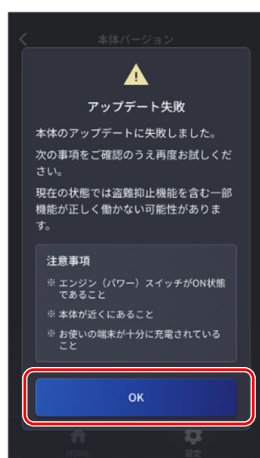 本体バージョン
アップデート失敗
本体のアップデートに失敗しました。
次の事項をご確認のうえ再度お試しくだ
さい。
現在の状態では盗難抑止機能を含む一部
機能が正しく働かない可能性がありま
す。
注意事項
※ エンジン（パワー）スイッチがON状態
であること
※ 本体が近くにあること
※ お使いの端末が十分に充電されている
こと
OK
HOME 設定